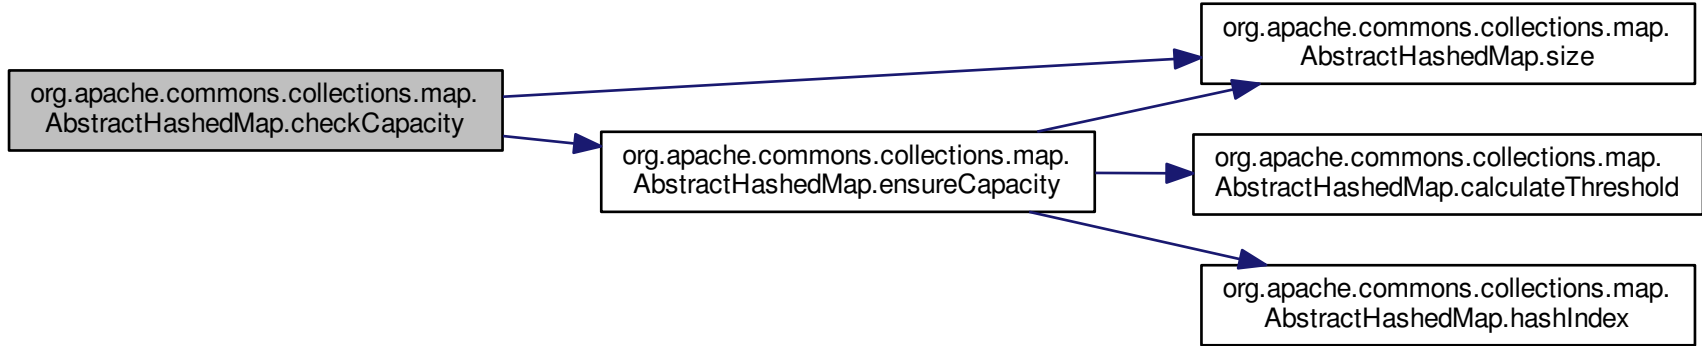 org.apache.commons.collections.map.
AbstractHashedMap.checkCapacity
org.apache.commons.collections.map.
AbstractHashedMap.ensureCapacity
org.apache.commons.collections.map.
AbstractHashedMap.size
org.apache.commons.collections.map.
AbstractHashedMap.calculateThreshold
org.apache.commons.collections.map.
AbstractHashedMap.hashIndex